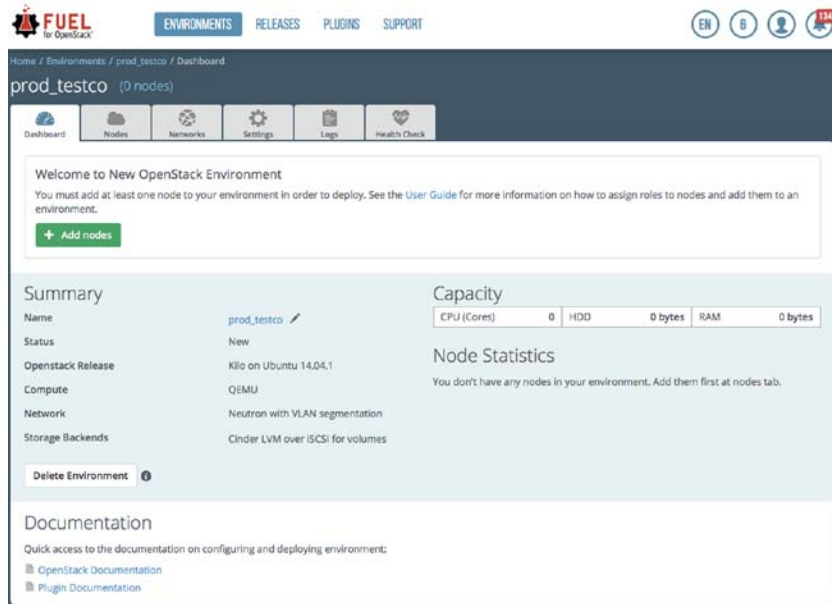 FUEL
for OpenStack
ENVIRONMENTS RELEASES PLUGINS SUPPORT
EN 6 134
Home / Environments / prod_testco / Dashboard
prod_testco (0 nodes)
Dashboard Nodes Networks Settings Logs Health Check
Welcome to New OpenStack Environment
You must add at least one node to your environment in order to deploy. See the User Guide for more information on how to assign roles to nodes and add them to an
environment.
+ Add nodes
Summary
Name prod_testco
Status New
Openstack Release Kilo on Ubuntu 14.04.1
Compute QEMU
Network Neutron with VLAN segmentation
Storage Backends Cinder LVM over iSCSI for volumes
Delete Environment
Capacity
CPU (Cores) 0 HDD 0 bytes RAM 0 bytes
Node Statistics
You don't have any nodes in your environment. Add them first at nodes tab.
Documentation
Quick access to the documentation on configuring and deploying environment:
OpenStack Documentation
Plugin Documentation